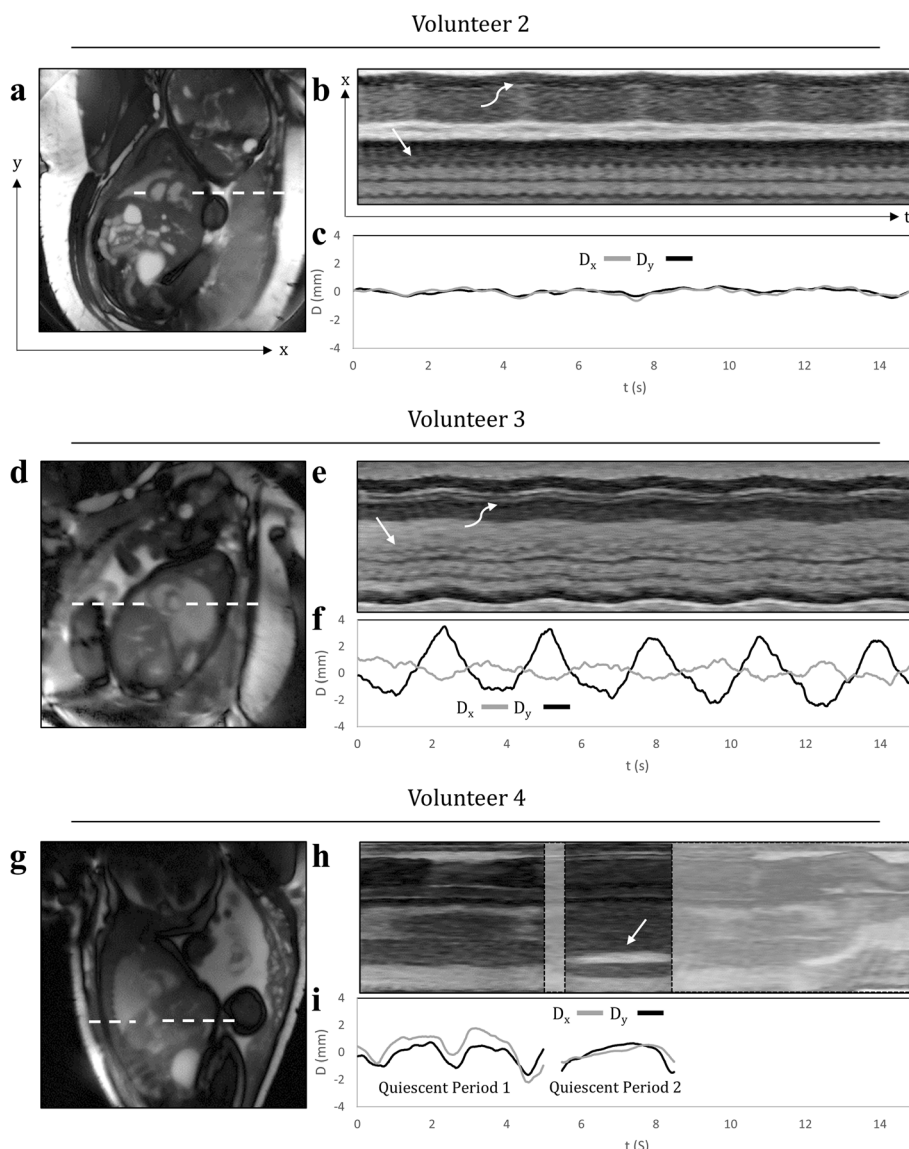 Volunteer 2
a
b
x
y
t
x
c
4
2
0
-2
-4
D (mm)
Dx Dy
0 2 4 6 8 10 12 14
t (s)
Volunteer 3
d
e
f
4
2
0
-2
-4
D (mm)
Dx Dy
0 2 4 6 8 10 12 14
t (s)
Volunteer 4
g
h
i
4
2
0
-2
-4
D (mm)
Dx Dy
Quiescent Period 1 Quiescent Period 2
0 2 4 6 8 10 12 14
t (S)